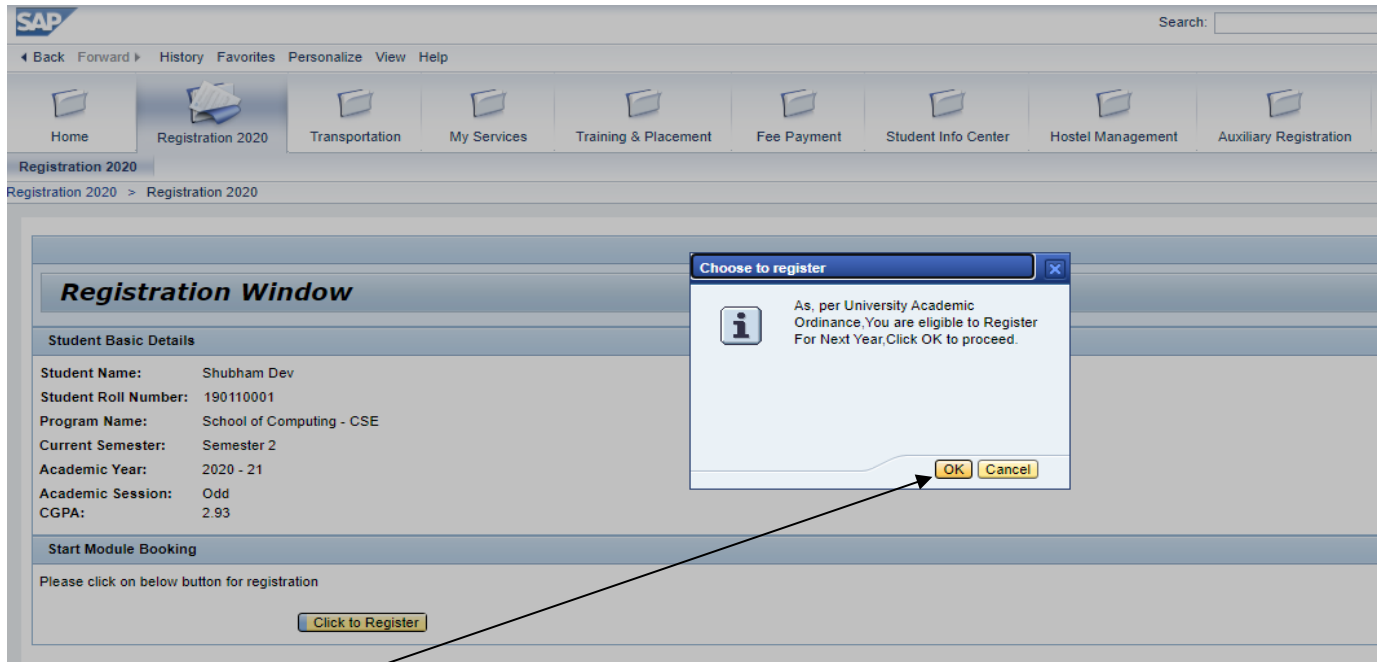 SAP
Search:
Back Forward History Favorites Personalize View Help
Home Registration 2020 Transportation My Services Training & Placement Fee Payment Student Info Center Hostel Management Auxiliary Registration
Registration 2020
Registration 2020 > Registration 2020
Registration Window
Student Basic Details
Student Name: Shubham Dev
Student Roll Number: 190110001
Program Name: School of Computing - CSE
Current Semester: Semester 2
Academic Year: 2020 - 21
Academic Session: Odd
CGPA: 2.93
Start Module Booking
Please click on below button for registration
Click to Register
Choose to register
As, per University Academic
Ordinance,You are eligible to Register
For Next Year,Click OK to proceed.
OK Cancel